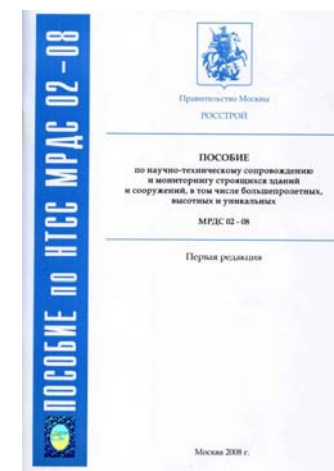 ПОСОБИЕ по НТСС МРДС 02 – 08
Правительство Москвы
РОССТРОЙ
ПОСОБИЕ
по научно-техническому сопровождению
и мониторингу строящихся зданий
и сооружений, в том числе большепролетных,
высотных и уникальных
МРДС 02 - 08
Первая редакция
Москва 2008 г.